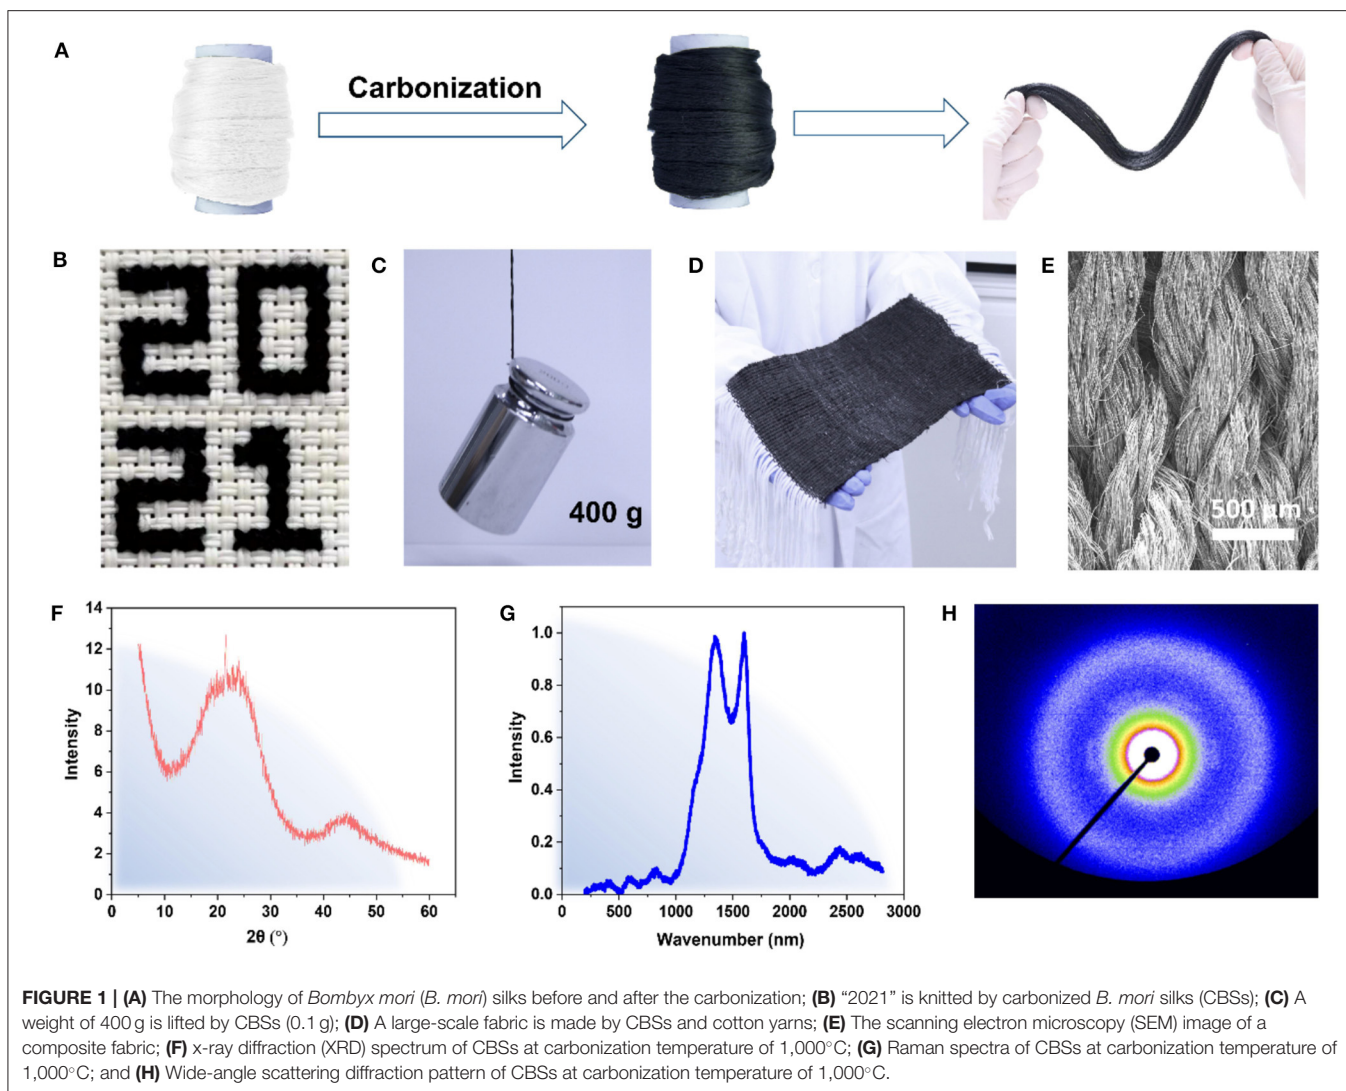 A
Carbonization
B
C
D
E
20
21
400 g
500 µm
F
14
12
10
8
6
4
2
0
0
10
20
30
40
50
60
Intensity
2θ (°)
G
1.0
0.8
0.6
0.4
0.2
0.0
0
500
1000
1500
2000
2500
3000
Intensity
Wavenumber (nm)
H
FIGURE 1 | (A) The morphology of Bombyx mori (B. mori) silks before and after the carbonization; (B) “2021” is knitted by carbonized B. mori silks (CBSs); (C) A
weight of 400 g is lifted by CBSs (0.1 g); (D) A large-scale fabric is made by CBSs and cotton yarns; (E) The scanning electron microscopy (SEM) image of a
composite fabric; (F) x-ray diffraction (XRD) spectrum of CBSs at carbonization temperature of 1,000°C; (G) Raman spectra of CBSs at carbonization temperature of
1,000°C; and (H) Wide-angle scattering diffraction pattern of CBSs at carbonization temperature of 1,000°C.